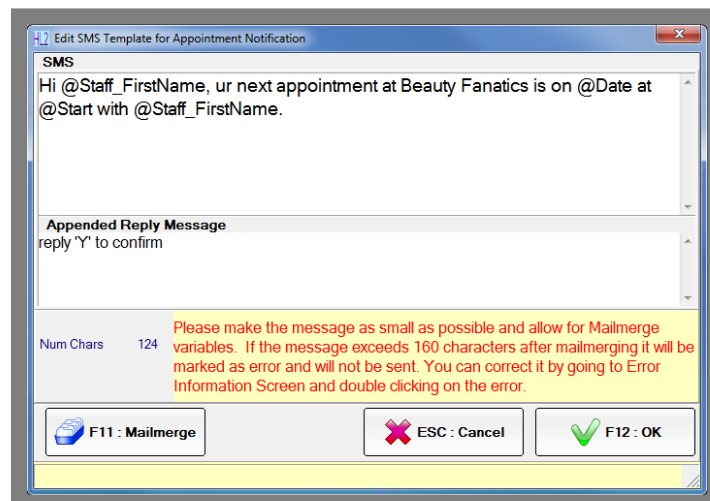 HL2 Edit SMS Template for Appointment Notification
SMS
Hi @Staff_FirstName, ur next appointment at Beauty Fanatics is on @Date at
@Start with @Staff_FirstName.
Appended Reply Message
reply 'Y' to confirm
Num Chars 124
Please make the message as small as possible and allow for Mailmerge
variables. If the message exceeds 160 characters after mailmerging it will be
marked as error and will not be sent. You can correct
it by going to Error
Information Screen and double clicking on the error.
F11 : Mailmerge
ESC : Cancel
F12 : OK